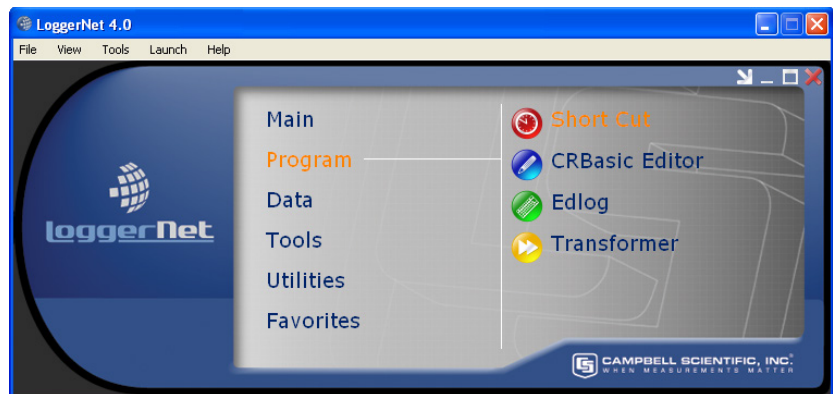 LoggerNet 4.0
File View Tools Launch Help
Main
Program
Data
Tools
Utilities
Favorites
Short Cut
CRBasic Editor
Edlog
Transformer
LoggerNet
CAMPBELL SCIENTIFIC, INC.
WHEN MEASUREMENTS MATTER